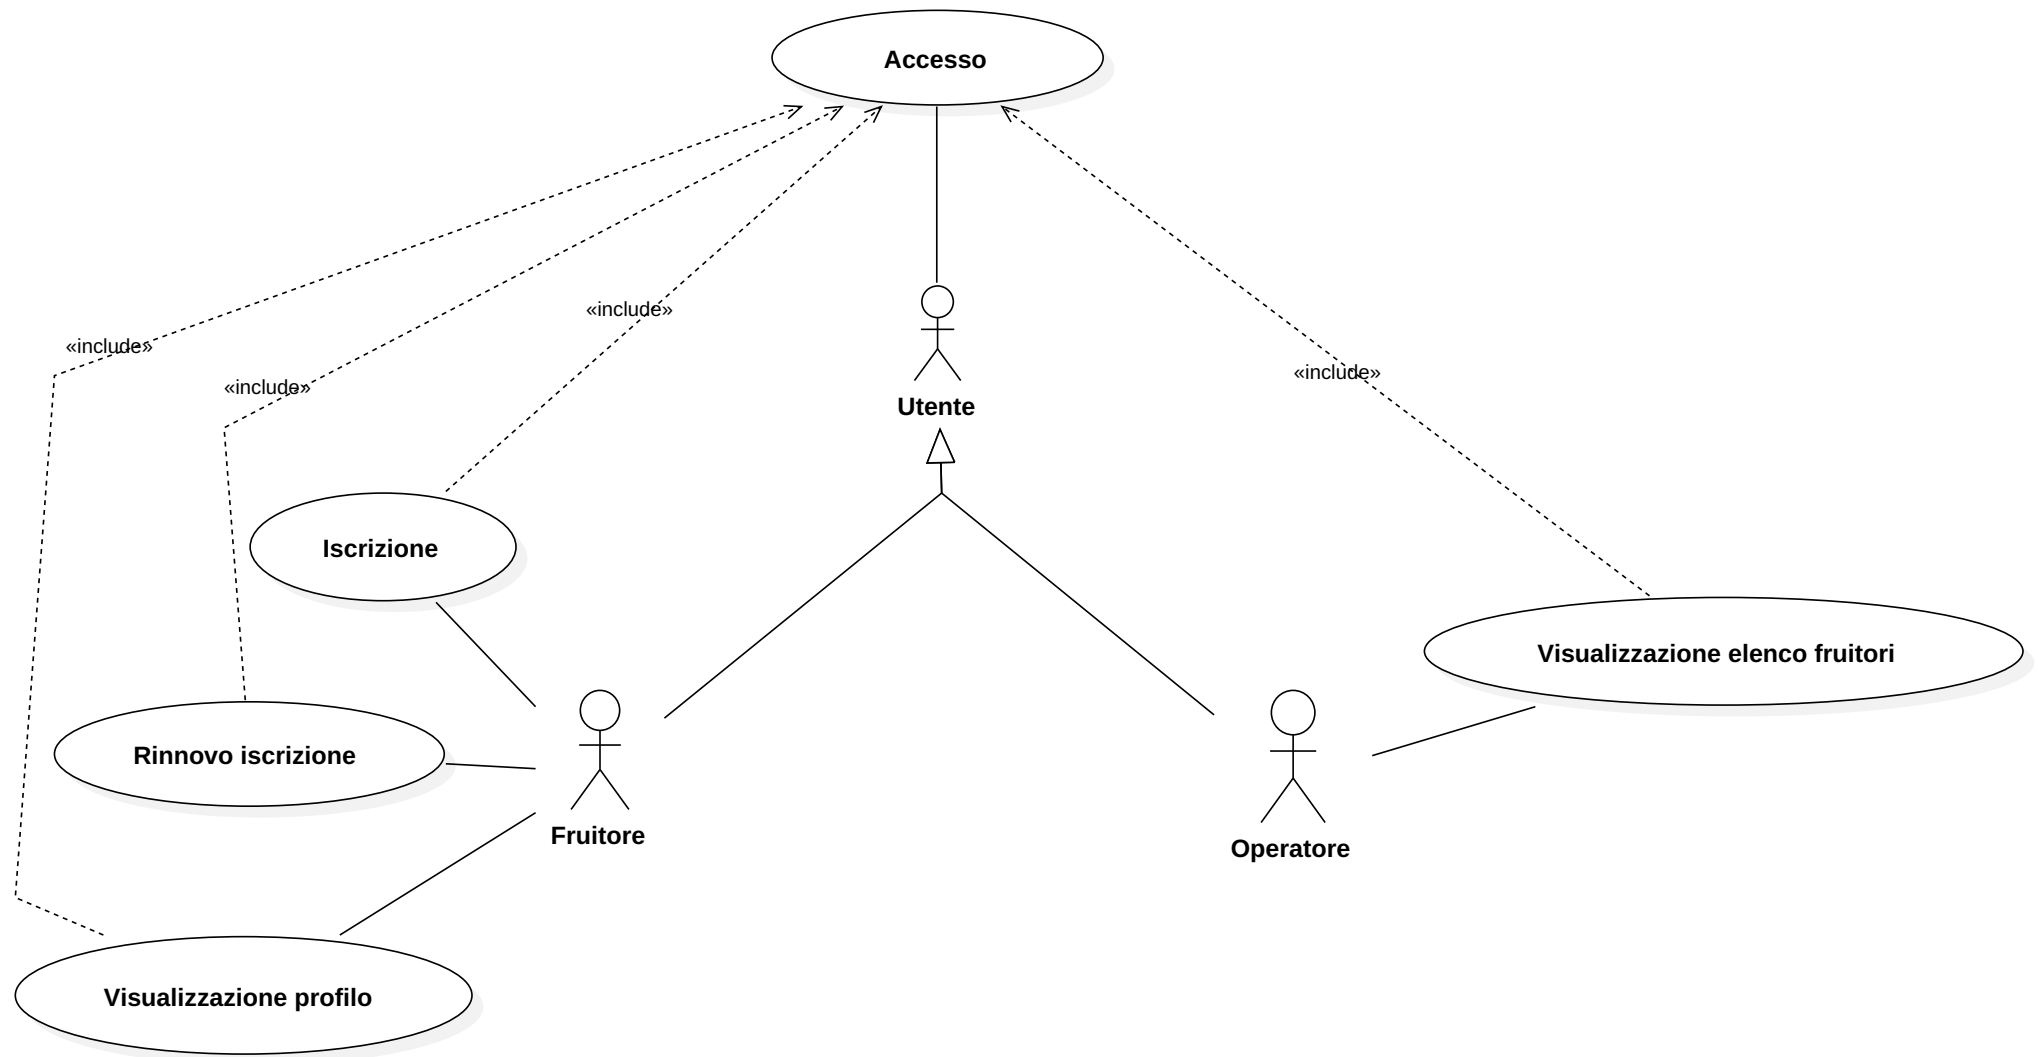 Accesso
«include»
«include»
«include»
«include»
Utente
Iscrizione
Visualizzazione elenco fruitori
Rinnovo iscrizione
Fruitore
Operatore
Visualizzazione profilo